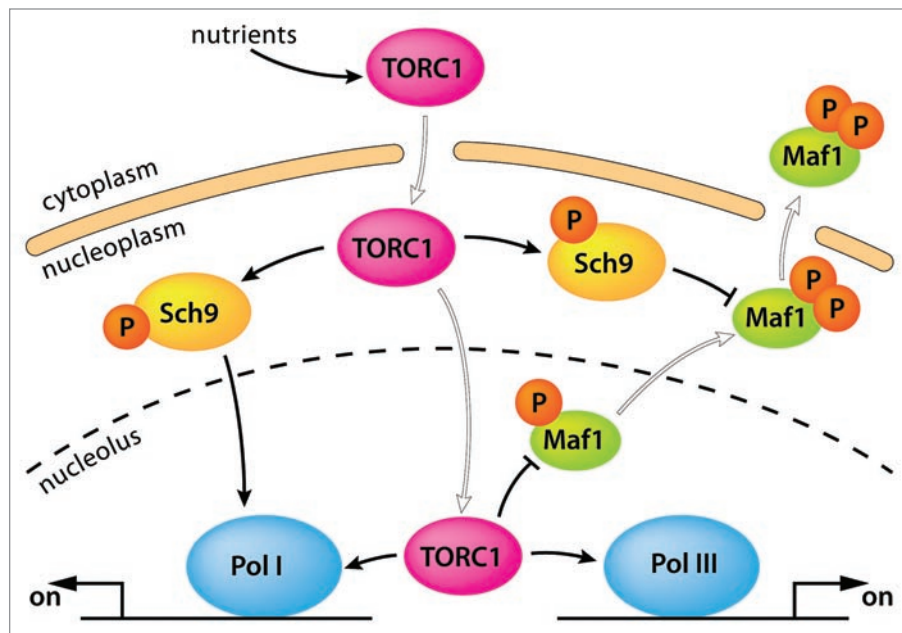 nutrients
TORC1
P
P
Maf1
cytoplasm
nucleoplasm
TORC1
P
Sch9
P
P
Maf1
P
Sch9
nucleolus
P
Maf1
Pol I
TORC1
Pol III
on
on